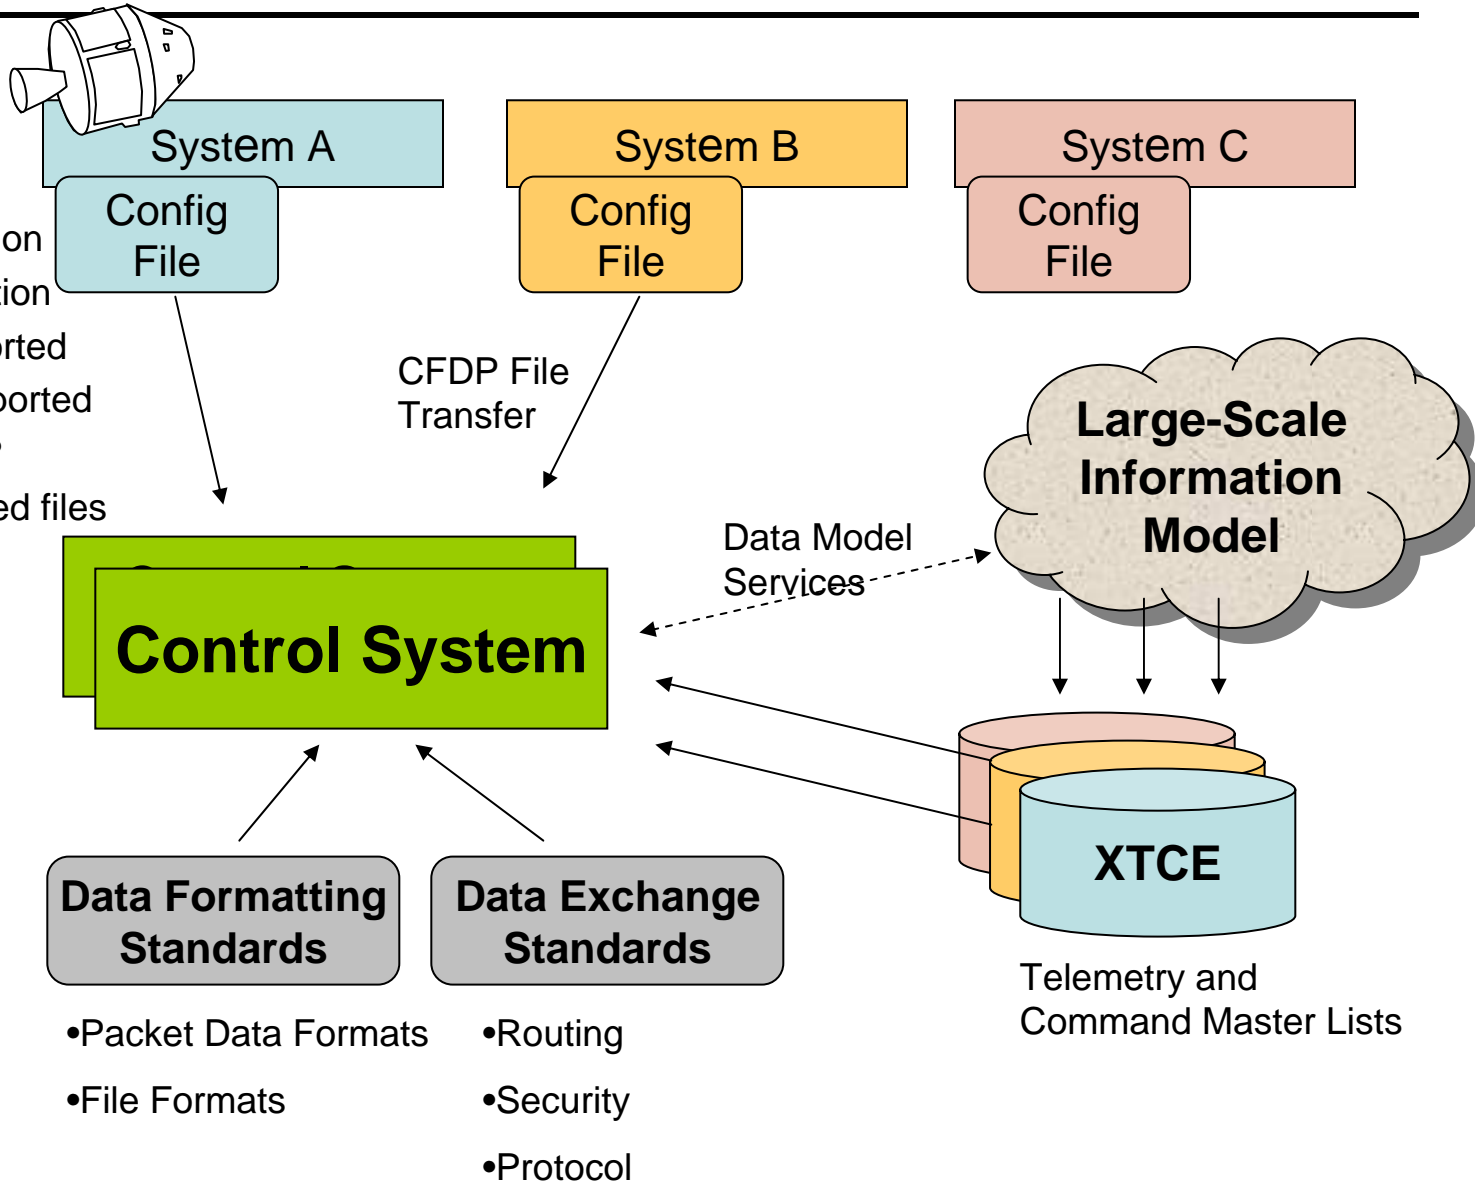 System A
System B
System C
Config
File
Config
File
Config
File
on
tion
orted
ported
ed files
CFDP File
Transfer
Large-Scale
Information
Model
Data Model
Services
Control System
XTCE
Data Formatting
Standards
Data Exchange
Standards
•Packet Data Formats
•File Formats
•Routing
•Security
•Protocol
Telemetry and
Command Master Lists